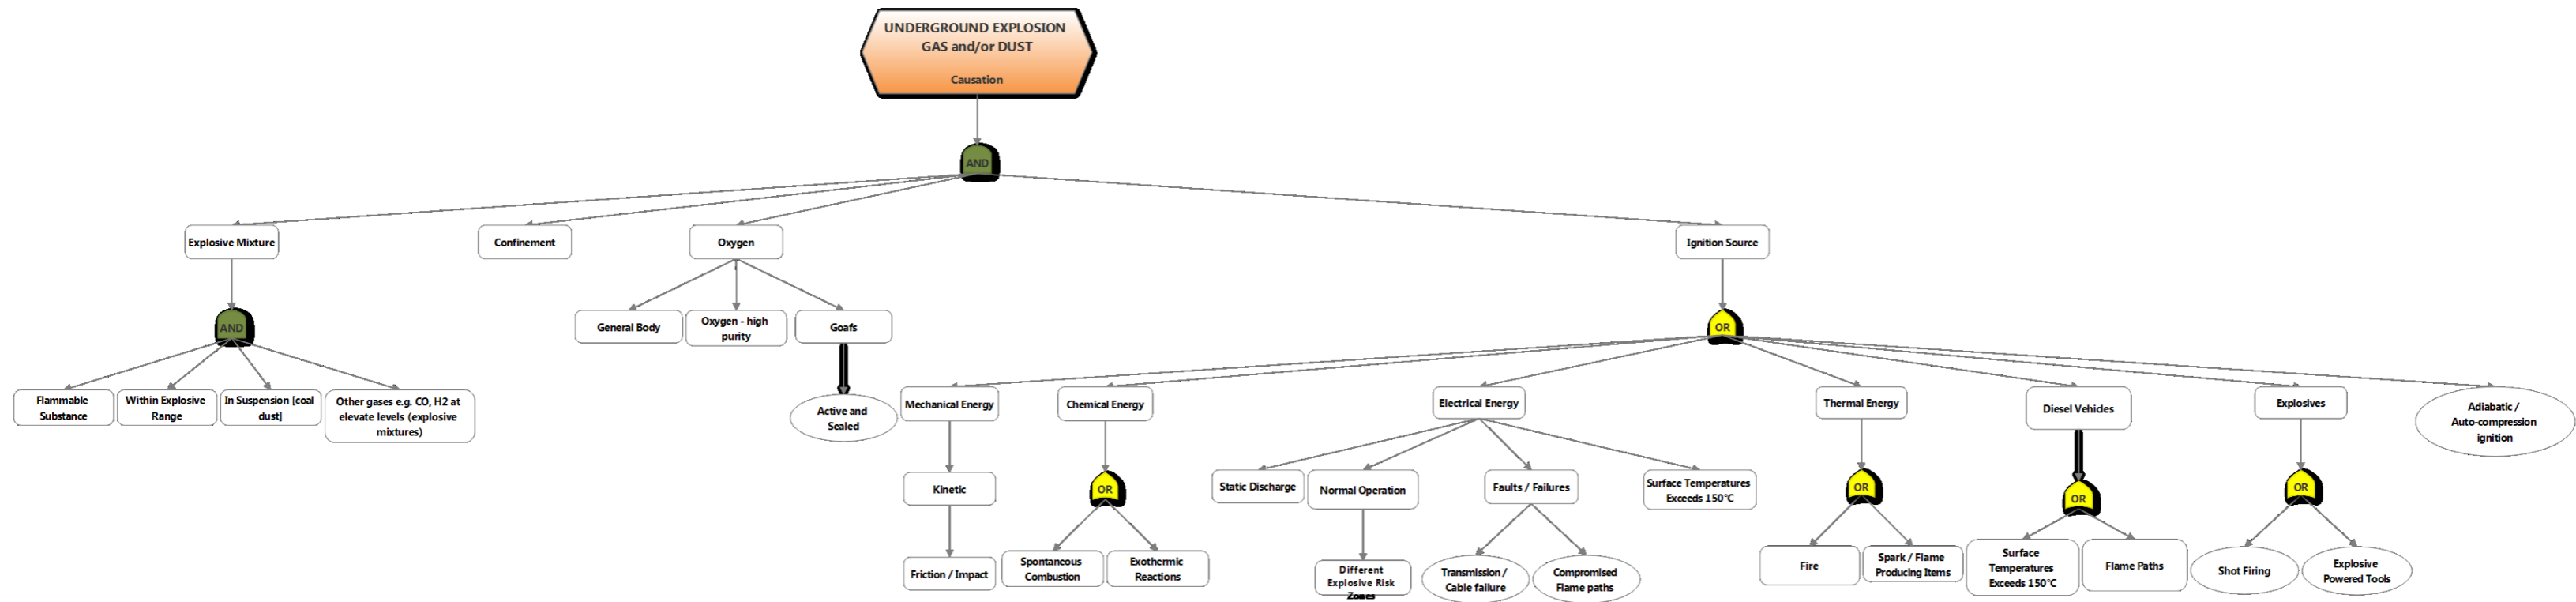 UNDERGROUND EXPLOSION
GAS and/or DUST
Causation
AND
Explosive Mixture
Confinement
Oxygen
Ignition Source
AND
General Body
Oxygen - high
purity
Goafs
OR
Flammable
Substance
Within Explosive
Range
In Suspension [coal
dust]
Other gases e.g. CO, H2 at
elevate levels (explosive
mixtures)
Active and
Sealed
Mechanical Energy
Chemical Energy
Electrical Energy
Thermal Energy
Diesel Vehicles
Explosives
Adiabatic /
Auto-compression
ignition
Kinetic
OR
Static Discharge
Normal Operation
Faults / Failures
Surface Temperatures
Exceeds 150°C
OR
OR
OR
Friction / Impact
Spontaneous
Combustion
Exothermic
Reactions
Different
Explosive Risk
Zones
Transmission /
Cable failure
Compromised
Flame paths
Fire
Spark / Flame
Producing Items
Surface
Temperatures
Exceeds 150°C
Flame Paths
Shot Firing
Explosive
Powered Tools